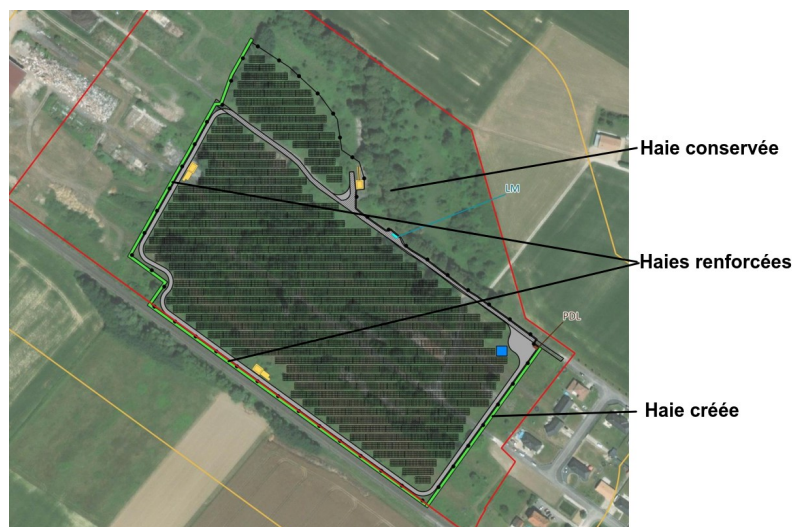 Haie conservée
LM
Haies renforcées
PDL
Haie créée